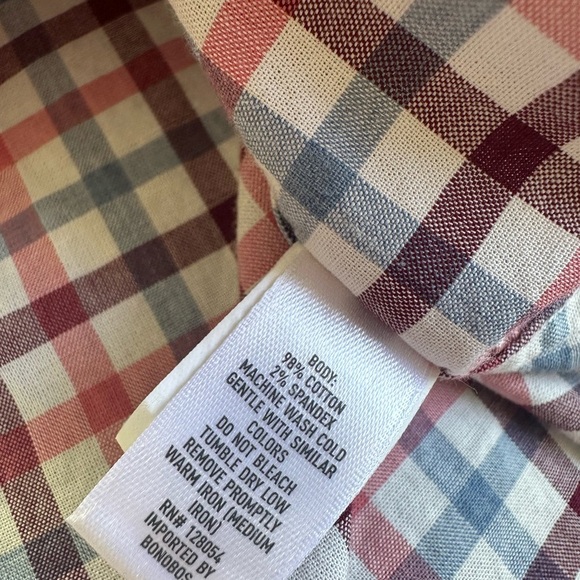 BODY:
98% COTTON
2% SPANDEX
MACHINE WASH COLD
GENTLE WITH SIMILAR
COLORS
DO NOT BLEACH
TUMBLE DRY LOW
REMOVE PROMPTLY
WARM IRON (MEDIUM
IRON)
RN# 128054
IMPORTED BY
BONOBOS